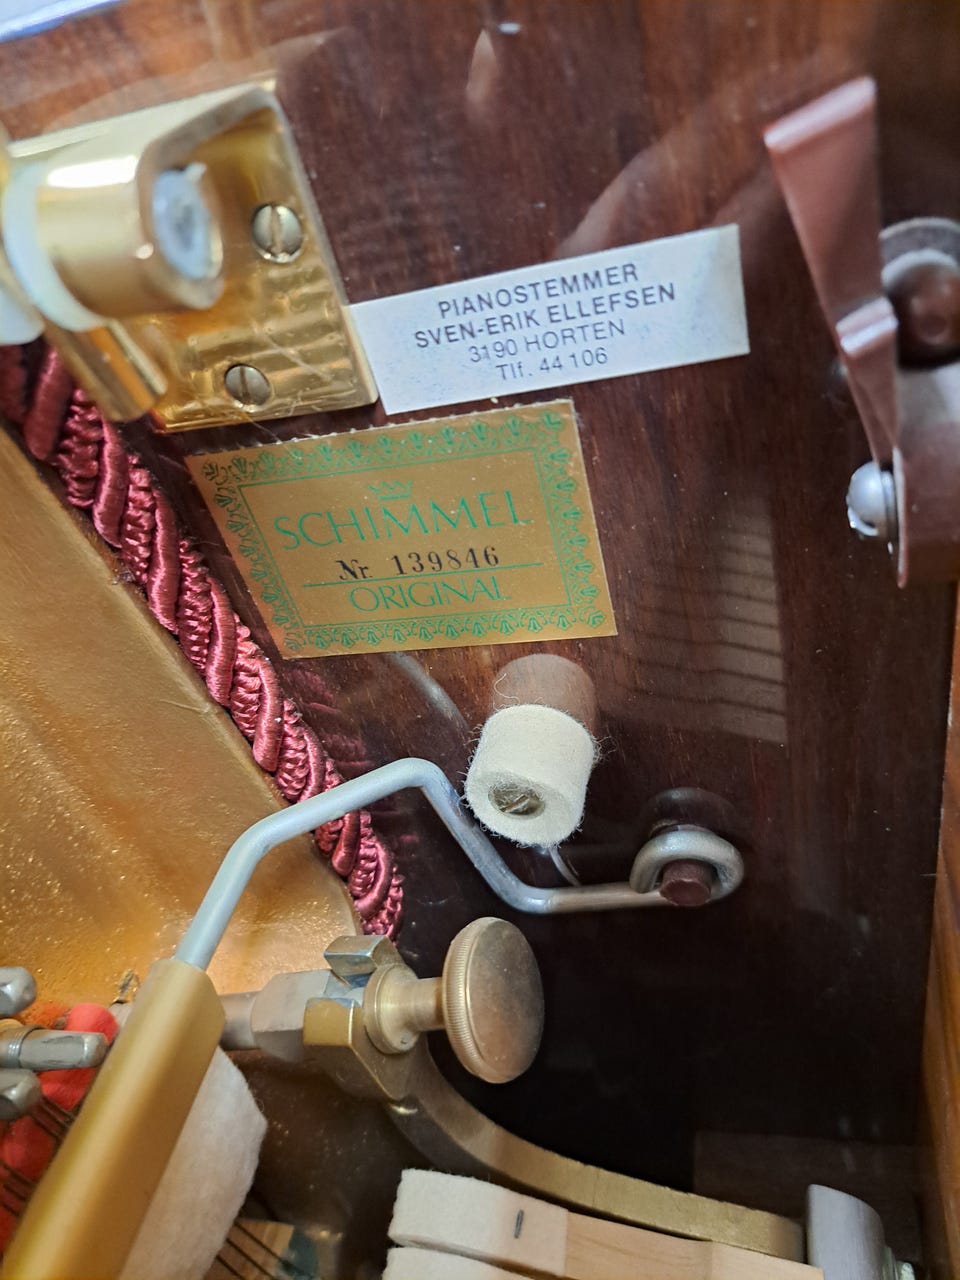 PIANOSTEMMER
SVEN-ERIK ELLEFSEN
3190 HORTEN
Tlf. 44 106
SCHIMMEL
Nr. 139846
ORIGINAL